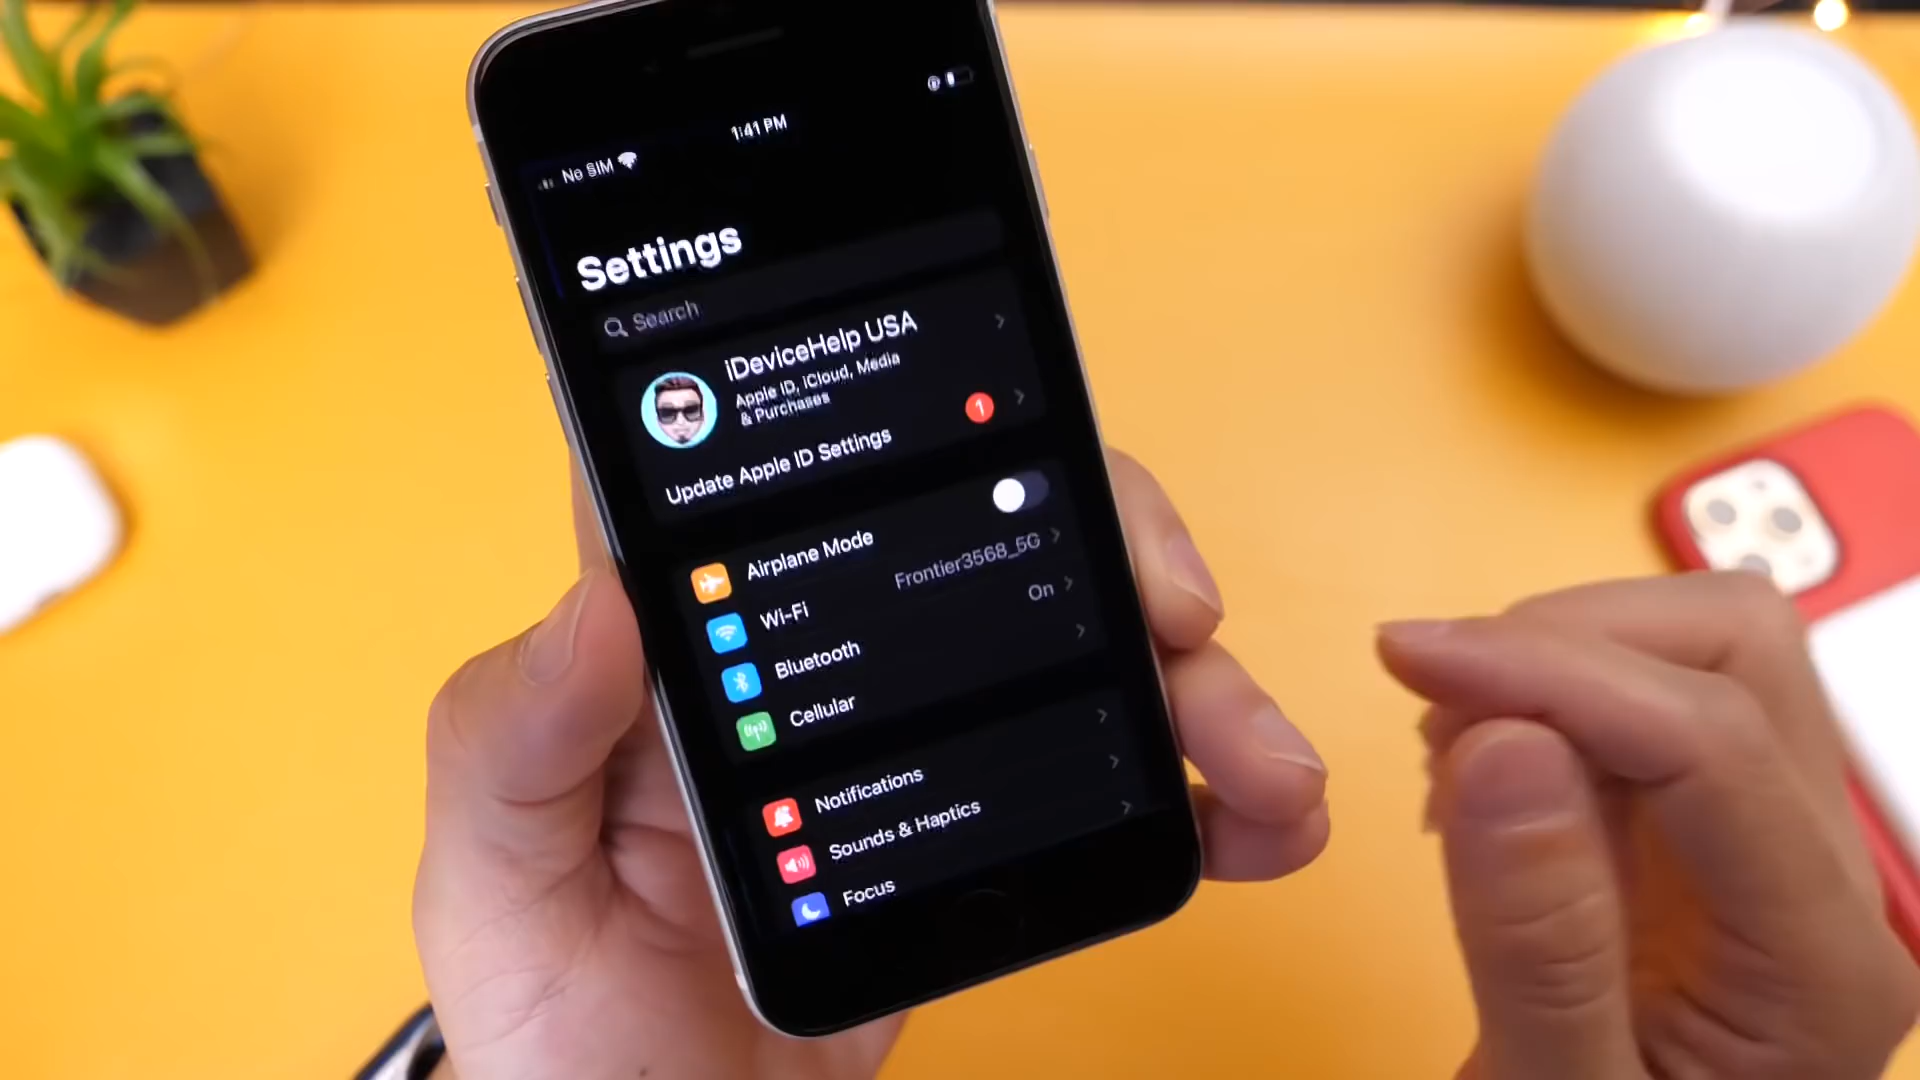 No SIM
1:41 PM
Settings
Search
iDeviceHelp USA
Apple ID, iCloud, Media
& Purchases
Update Apple ID Settings
1
Airplane Mode
Wi-Fi
Frontier3568_5G
Bluetooth
On
Cellular
Notifications
Sounds & Haptics
Focus